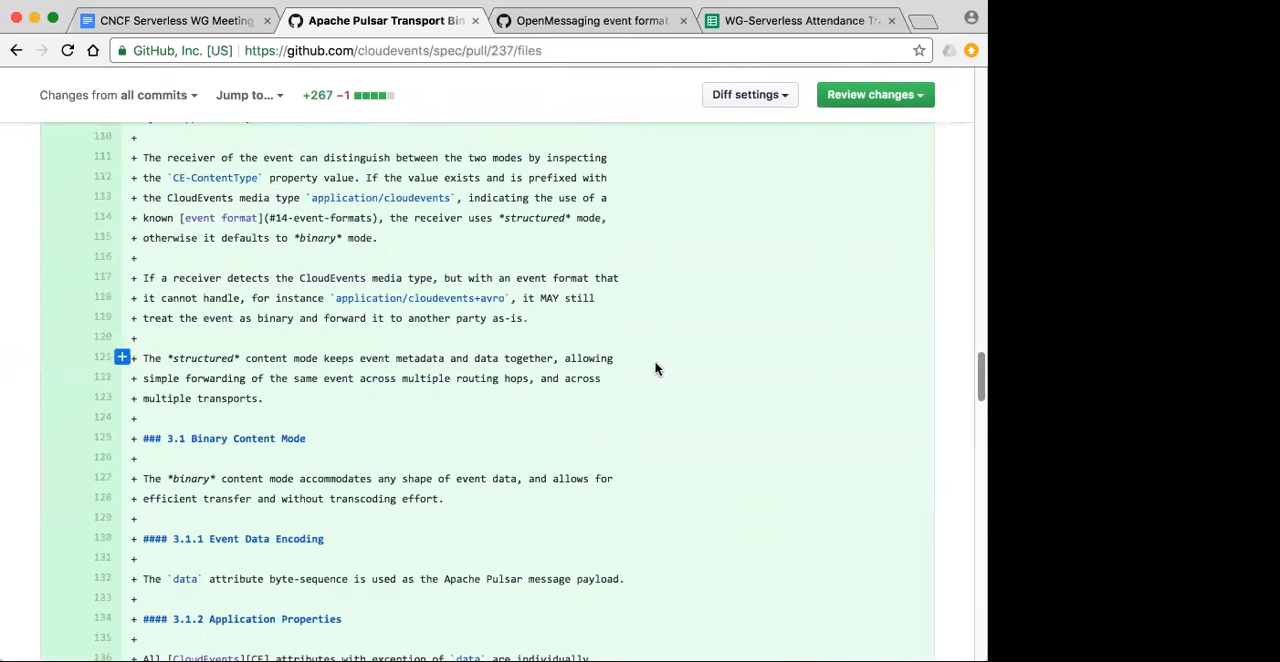 CNCF Serverless WG Meeting
Apache Pulsar Transport Bin
OpenMessaging event format
WG-Serverless Attendance Tr
GitHub, Inc. [US]
https://github.com/cloudevents/spec/pull/237/files
Changes from all commits
Jump to...
+267 −1
Diff settings
Review changes
110 +
111 + The receiver of the event can distinguish between the two modes by inspecting
112 + the `CE-ContentType` property value. If the value exists and is prefixed with
113 + the CloudEvents media type `application/cloudevents`, indicating the use of a
114 + known [event format](#14-event-formats), the receiver uses *structured* mode,
115 + otherwise it defaults to *binary* mode.
116 +
117 + If a receiver detects the CloudEvents media type, but with an event format that
118 + it cannot handle, for instance `application/cloudevents+avro`, it MAY still
119 + treat the event as binary and forward it to another party as-is.
120 +
121 + The *structured* content mode keeps event metadata and data together, allowing
122 + simple forwarding of the same event across multiple routing hops, and across
123 + multiple transports.
124 +
125 + ### 3.1 Binary Content Mode
126 +
127 + The *binary* content mode accommodates any shape of event data, and allows for
128 + efficient transfer and without transcoding effort.
129 +
130 + #### 3.1.1 Event Data Encoding
131 +
132 + The `data` attribute byte-sequence is used as the Apache Pulsar message payload.
133 +
134 + #### 3.1.2 Application Properties
135 +
136 + All [CloudEvents][CE] attributes with exception of `data` are individually